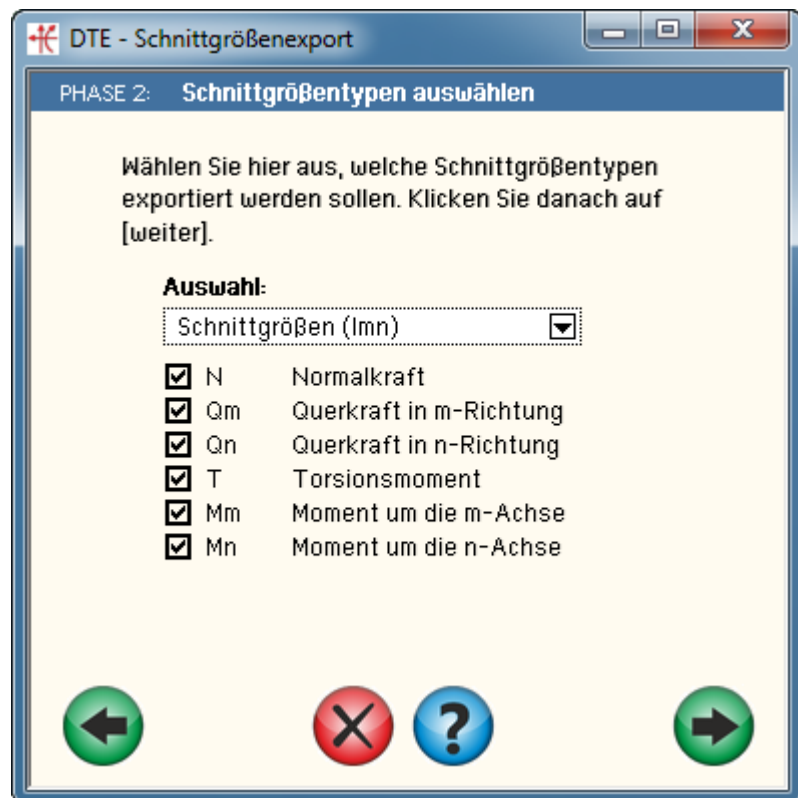 DTE - Schnittgrößenexport
PHASE 2: Schnittgrößentypen auswählen
Wählen Sie hier aus, welche Schnittgrößentypen
exportiert werden sollen. Klicken Sie danach auf
[weiter].
Auswahl:
Schnittgrößen (lmn)
N Normalkraft
Qm Querkraft in m-Richtung
Qn Querkraft in n-Richtung
T Torsionsmoment
Mm Moment um die m-Achse
Mn Moment um die n-Achse
?